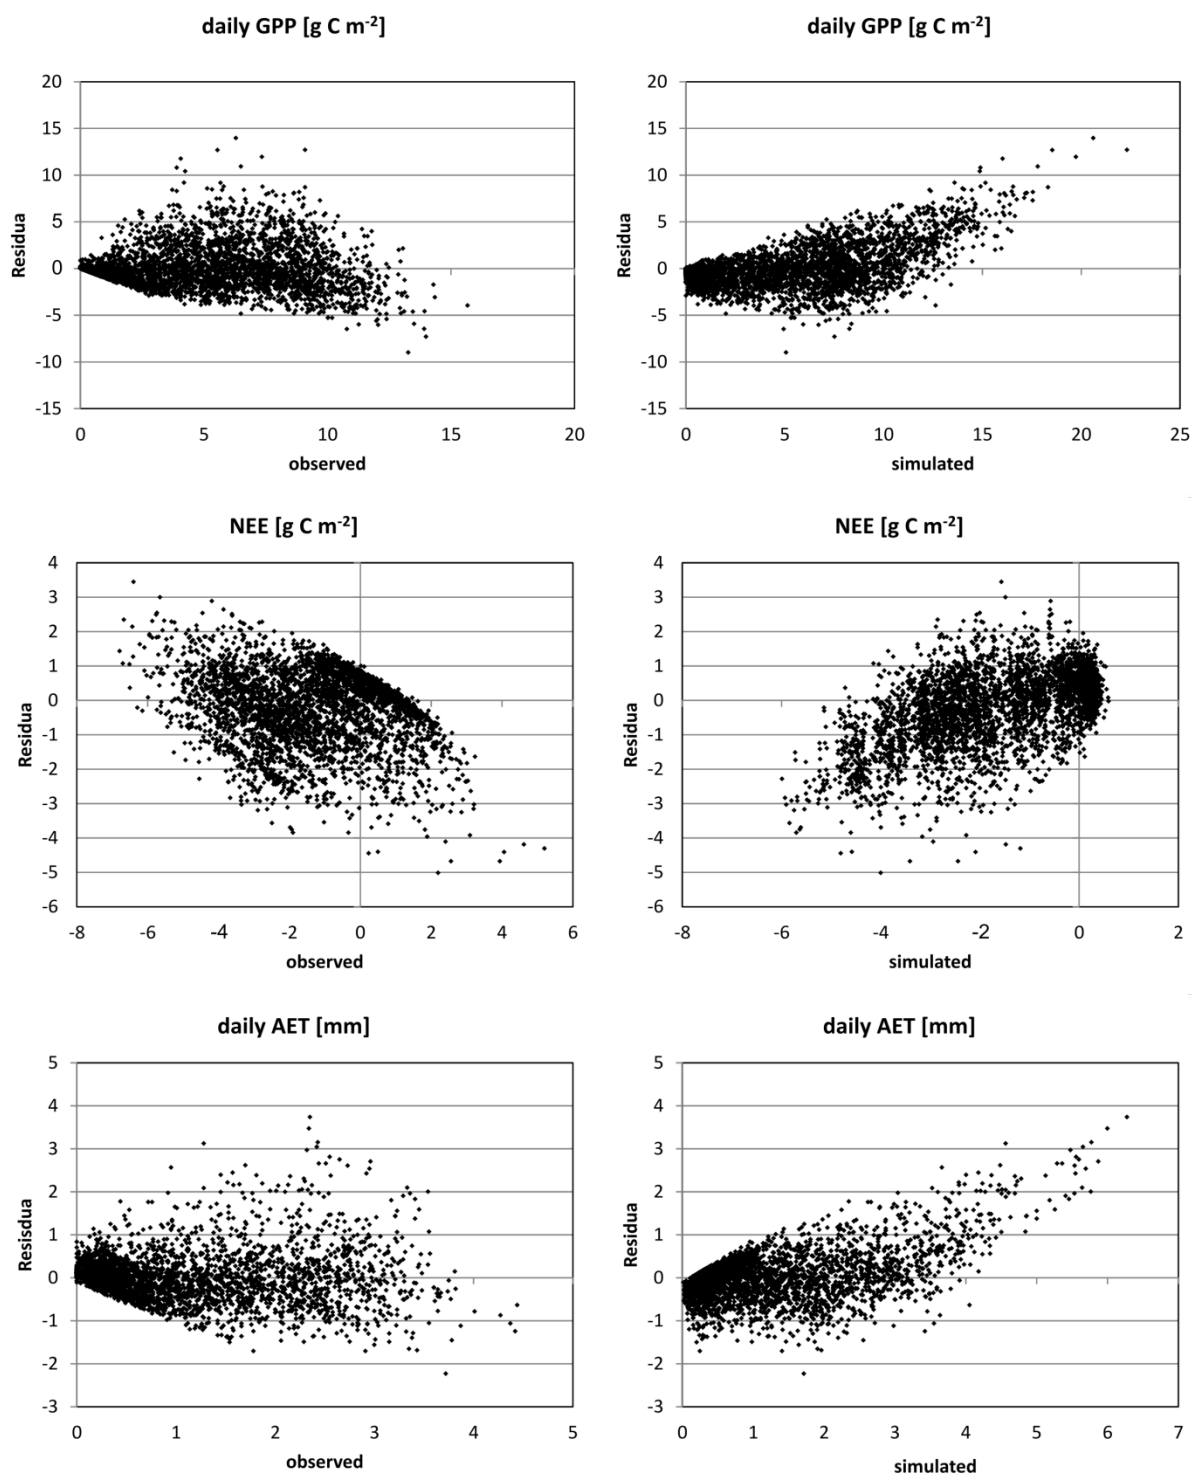 daily GPP [g C m-2]
daily GPP [g C m-2]
20
15
10
5
0
-5
-10
-15
Residua
0 5 10 15 20
observed
20
15
10
5
0
-5
-10
-15
Residua
0 5 10 15 20 25
simulated
NEE [g C m-2]
NEE [g C m-2]
4
3
2
1
0
-1
-2
-3
-4
-5
-6
Residua
-8 -6 -4 -2 0 2 4 6
observed
4
3
2
1
0
-1
-2
-3
-4
-5
-6
Residua
-8 -6 -4 -2 0 2
simulated
daily AET [mm]
daily AET [mm]
5
4
3
2
1
0
-1
-2
-3
Resisdua
0 1 2 3 4 5
observed
5
4
3
2
1
0
-1
-2
-3
Residua
0 1 2 3 4 5 6 7
simulated